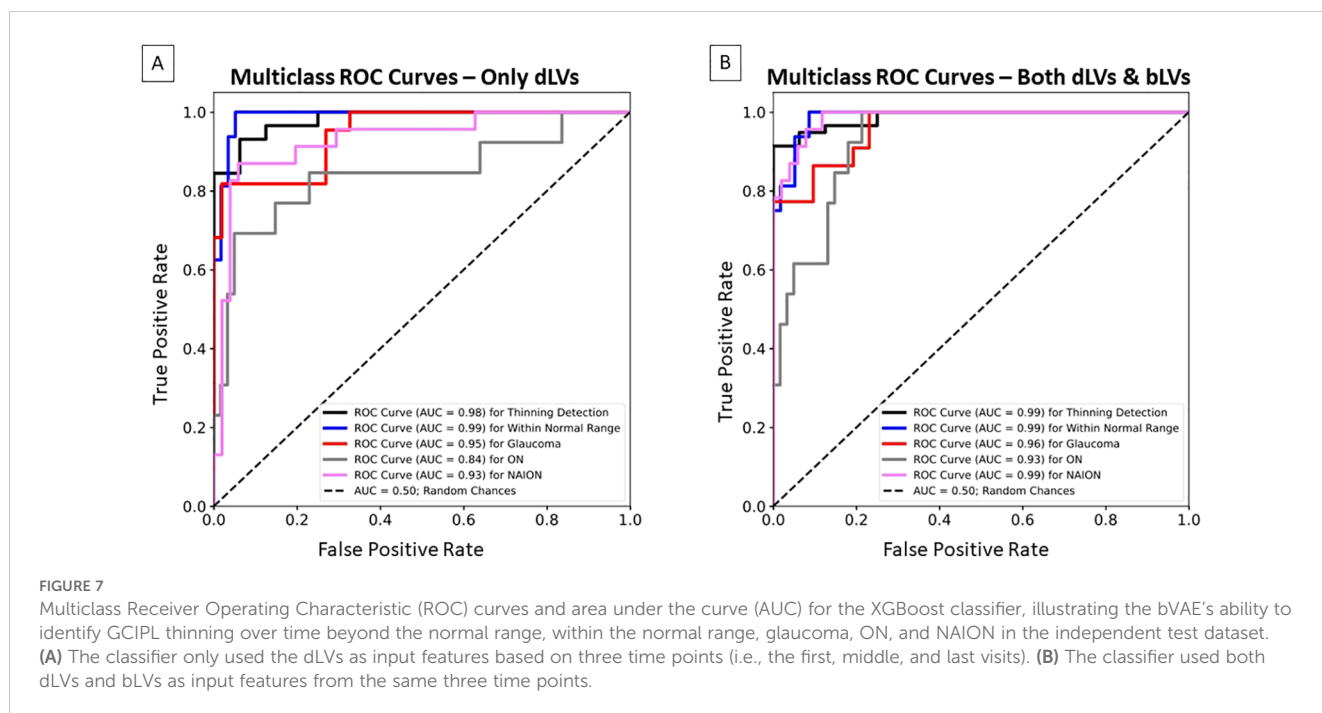 A
Multiclass ROC Curves – Only dLVs
1.0
0.8
0.6
0.4
0.2
0.0
True Positive Rate
ROC Curve (AUC = 0.98) for Thinning Detection
ROC Curve (AUC = 0.99) for Within Normal Range
ROC Curve (AUC = 0.95) for Glaucoma
ROC Curve (AUC = 0.84) for ON
ROC Curve (AUC = 0.93) for NAION
AUC = 0.50; Random Chances
0.0 0.2 0.4 0.6 0.8 1.0
False Positive Rate
B
Multiclass ROC Curves – Both dLVs & bLVs
1.0
0.8
0.6
0.4
0.2
0.0
True Positive Rate
ROC Curve (AUC = 0.99) for Thinning Detection
ROC Curve (AUC = 0.99) for Within Normal Range
ROC Curve (AUC = 0.96) for Glaucoma
ROC Curve (AUC = 0.93) for ON
ROC Curve (AUC = 0.99) for NAION
AUC = 0.50; Random Chances
0.0 0.2 0.4 0.6 0.8 1.0
False Positive Rate
FIGURE 7
Multiclass Receiver Operating Characteristic (ROC) curves and area under the curve (AUC) for the XGBoost classifier, illustrating the bVAE's ability to
identify GCIPL thinning over time beyond the normal range, within the normal range, glaucoma, ON, and NAION in the independent test dataset.
(A) The classifier only used the dLVs as input features based on three time points (i.e., the first, middle, and last visits). (B) The classifier used both
dLVs and bLVs as input features from the same three time points.